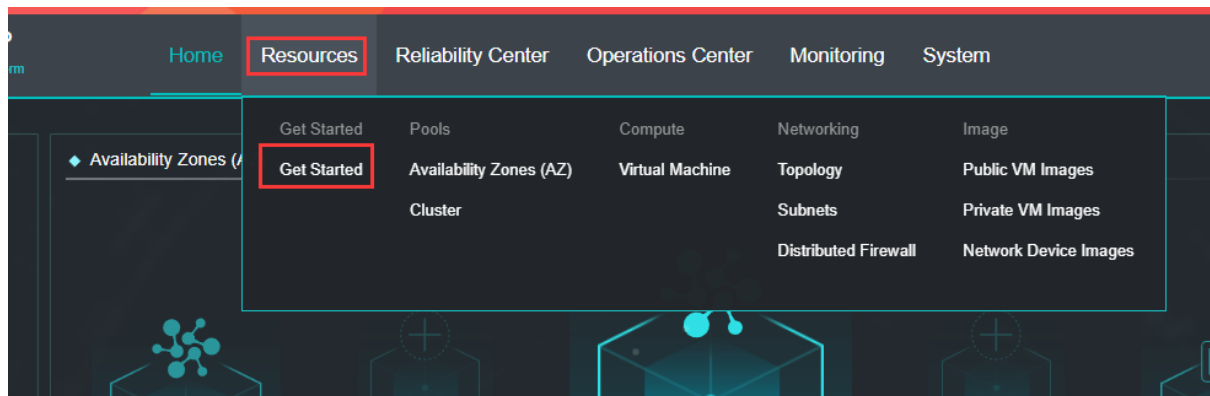 Home Resources Reliability Center Operations Center Monitoring System
Get Started Pools Compute Networking Image
Availability Zones (
Get Started Availability Zones (AZ) Virtual Machine Topology Public VM Images
Cluster Subnets Private VM Images
Distributed Firewall Network Device Images